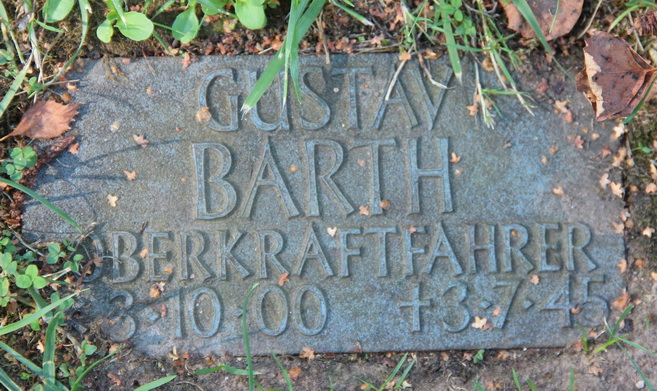 GUSTAV
BARTH
OBERKRAFTFAHRER
3·10·00 +3·7·45